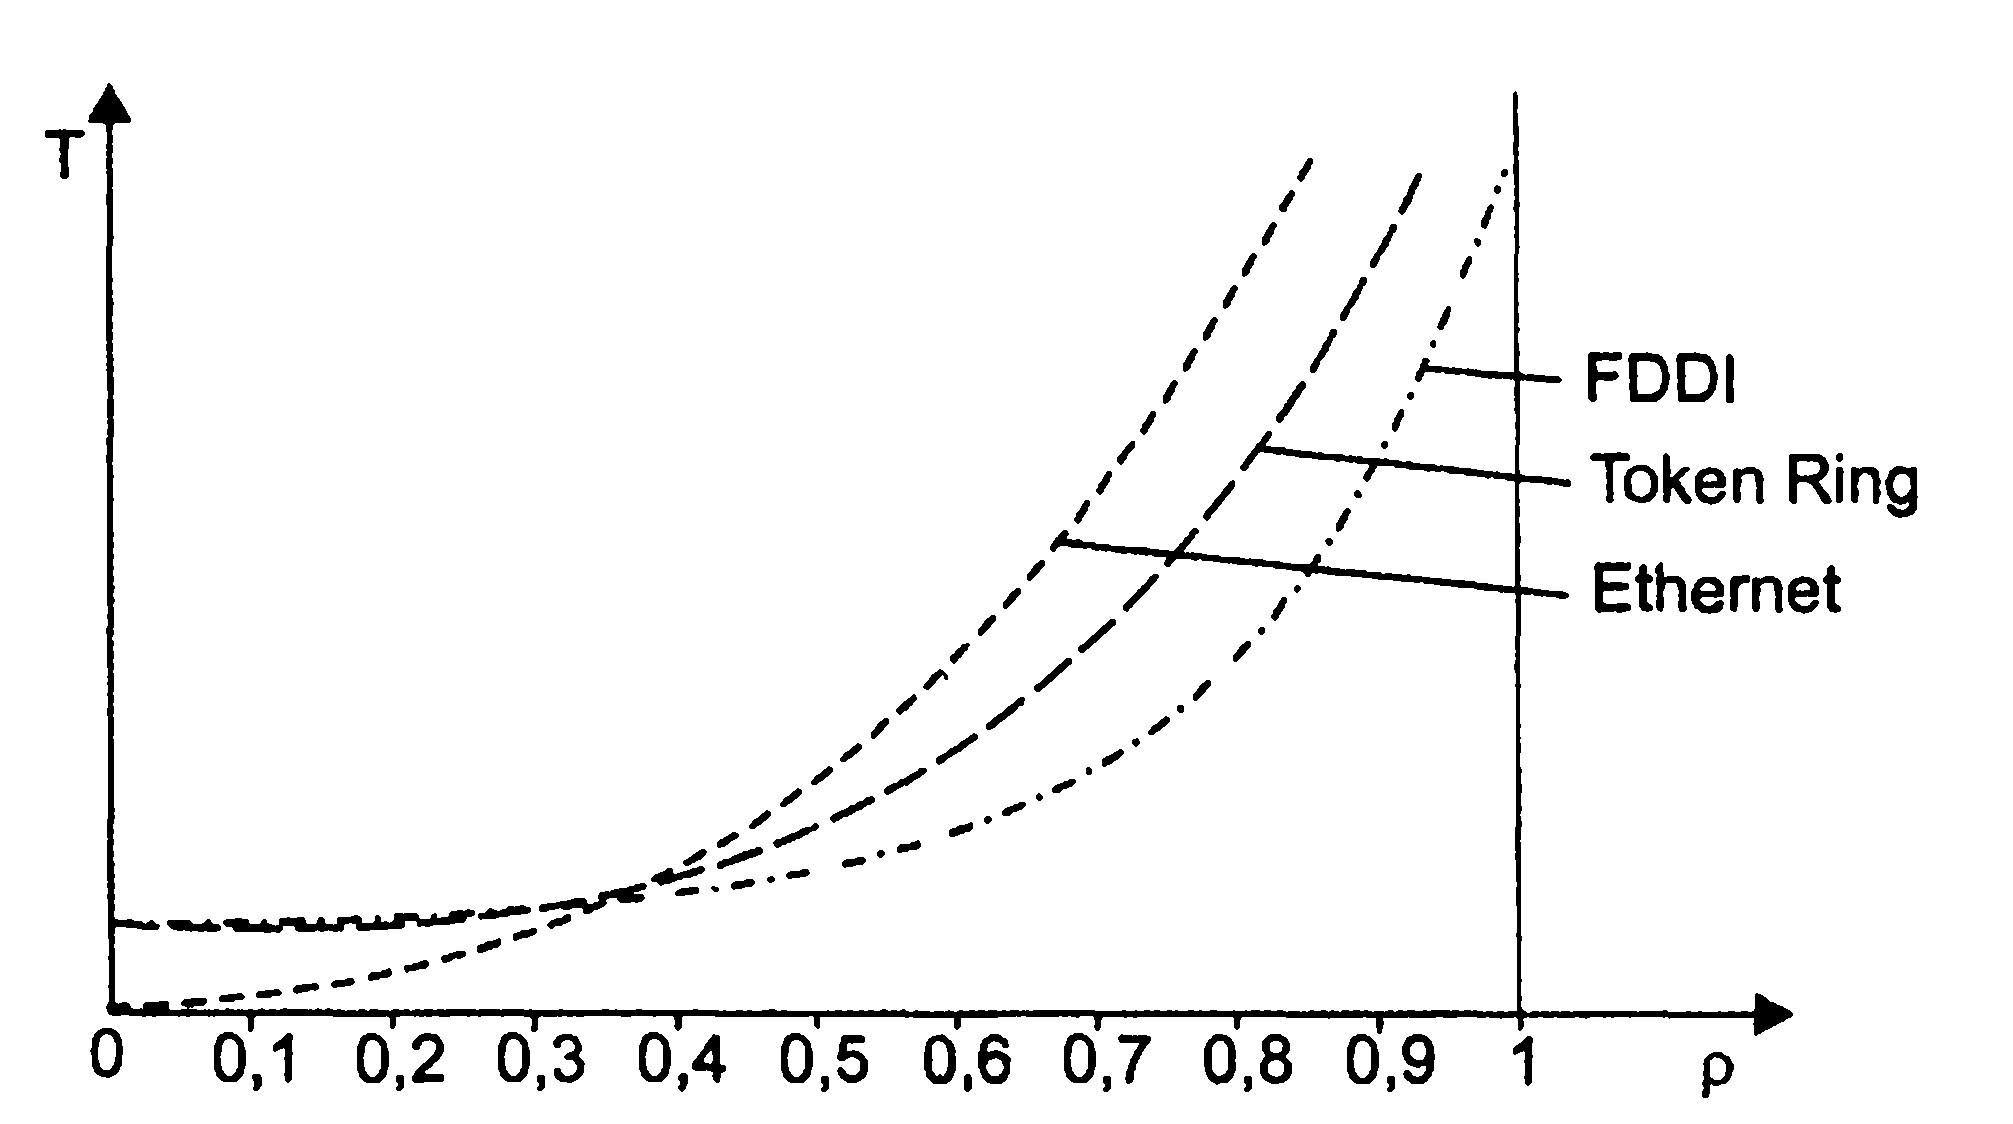 T
FDDI
Token Ring
Ethernet
0 0,1 0,2 0,3 0,4 0,5 0,6 0,7 0,8 0,9 1 ρ